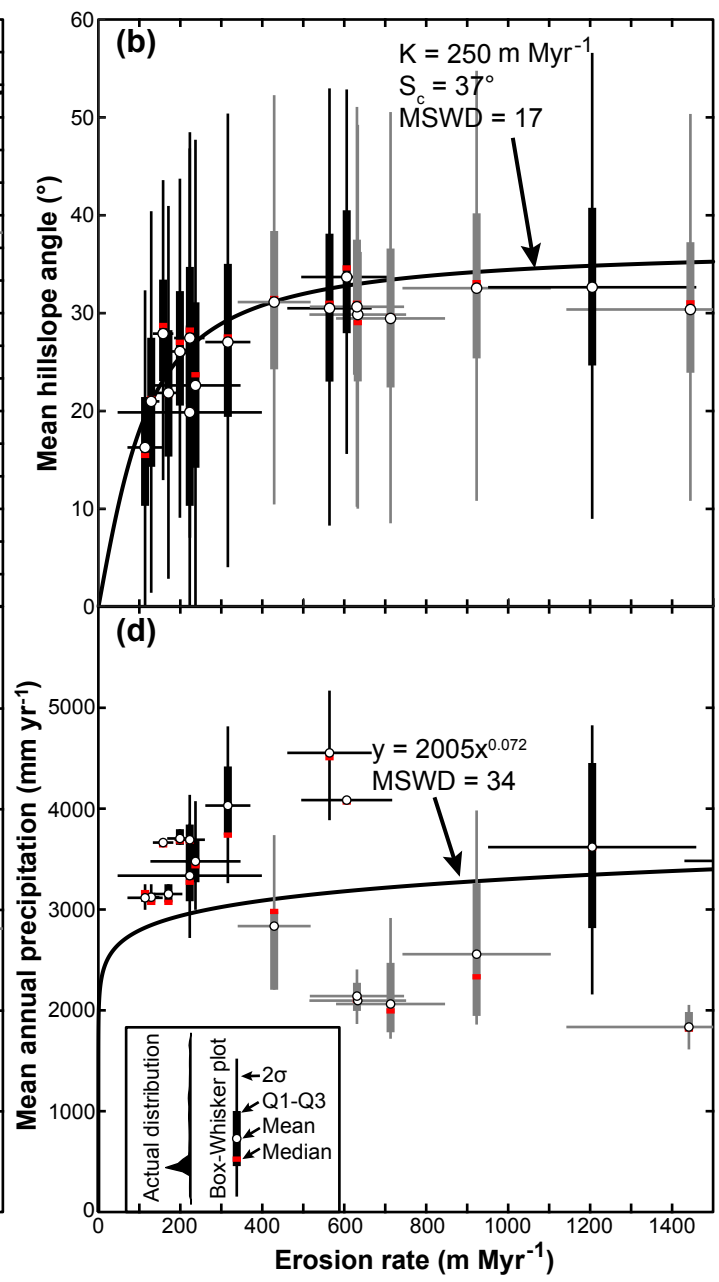 (b)
K = 250 m Myr-1
Sc = 37°
MSWD = 17
Mean hillslope angle (°)
60
50
40
30
20
10
0
(d)
y = 2005x0.072
MSWD = 34
Mean annual precipitation (mm yr-1)
5000
4000
3000
2000
1000
0
Actual distribution
Box-Whisker plot
2σ
Q1-Q3
Mean
Median
0 200 400 600 800 1000 1200 1400
Erosion rate (m Myr-1)